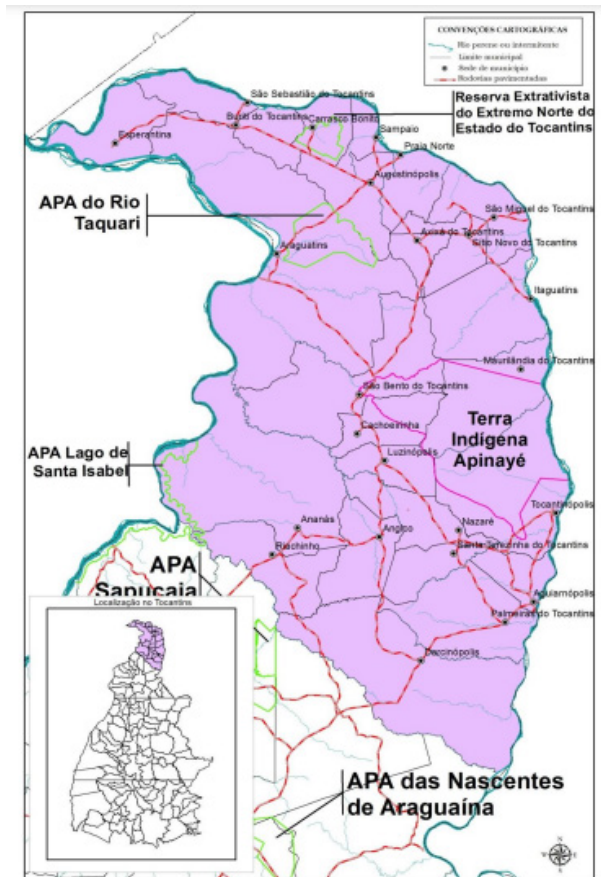 CONVENÇÕES CARTOGRÁFICAS
Rio perene ou intermitente
Limite municipal
Sede de município
Rodovias pavimentadas
São Sebastião do Tocantins
Reserva Extrativista
do Extremo Norte do
Estado do Tocantins
Buriti do Tocantins
Carrasco Bonito
Esperantina
Sampaio
Praia Norte
Augustinópolis
APA do Rio
Taquari
São Miguel do Tocantins
Axixá do Tocantins
Sítio Novo do Tocantins
Araguatins
Itaguatins
Maurilândia do Tocantins
São Bento do Tocantins
Terra
Indígena
Apinayé
Cachoeirinha
APA Lago de
Santa Isabel
Luzinópolis
Tocantinópolis
Ananás
Nazaré
Angico
Riachinho
Santa Terezinha do Tocantins
APA
Sapucaia
Aguiarnópolis
Localização no Tocantins
Palmeiras do Tocantins
Darcinópolis
APA das Nascentes
de Araguaína
N
W
E
S